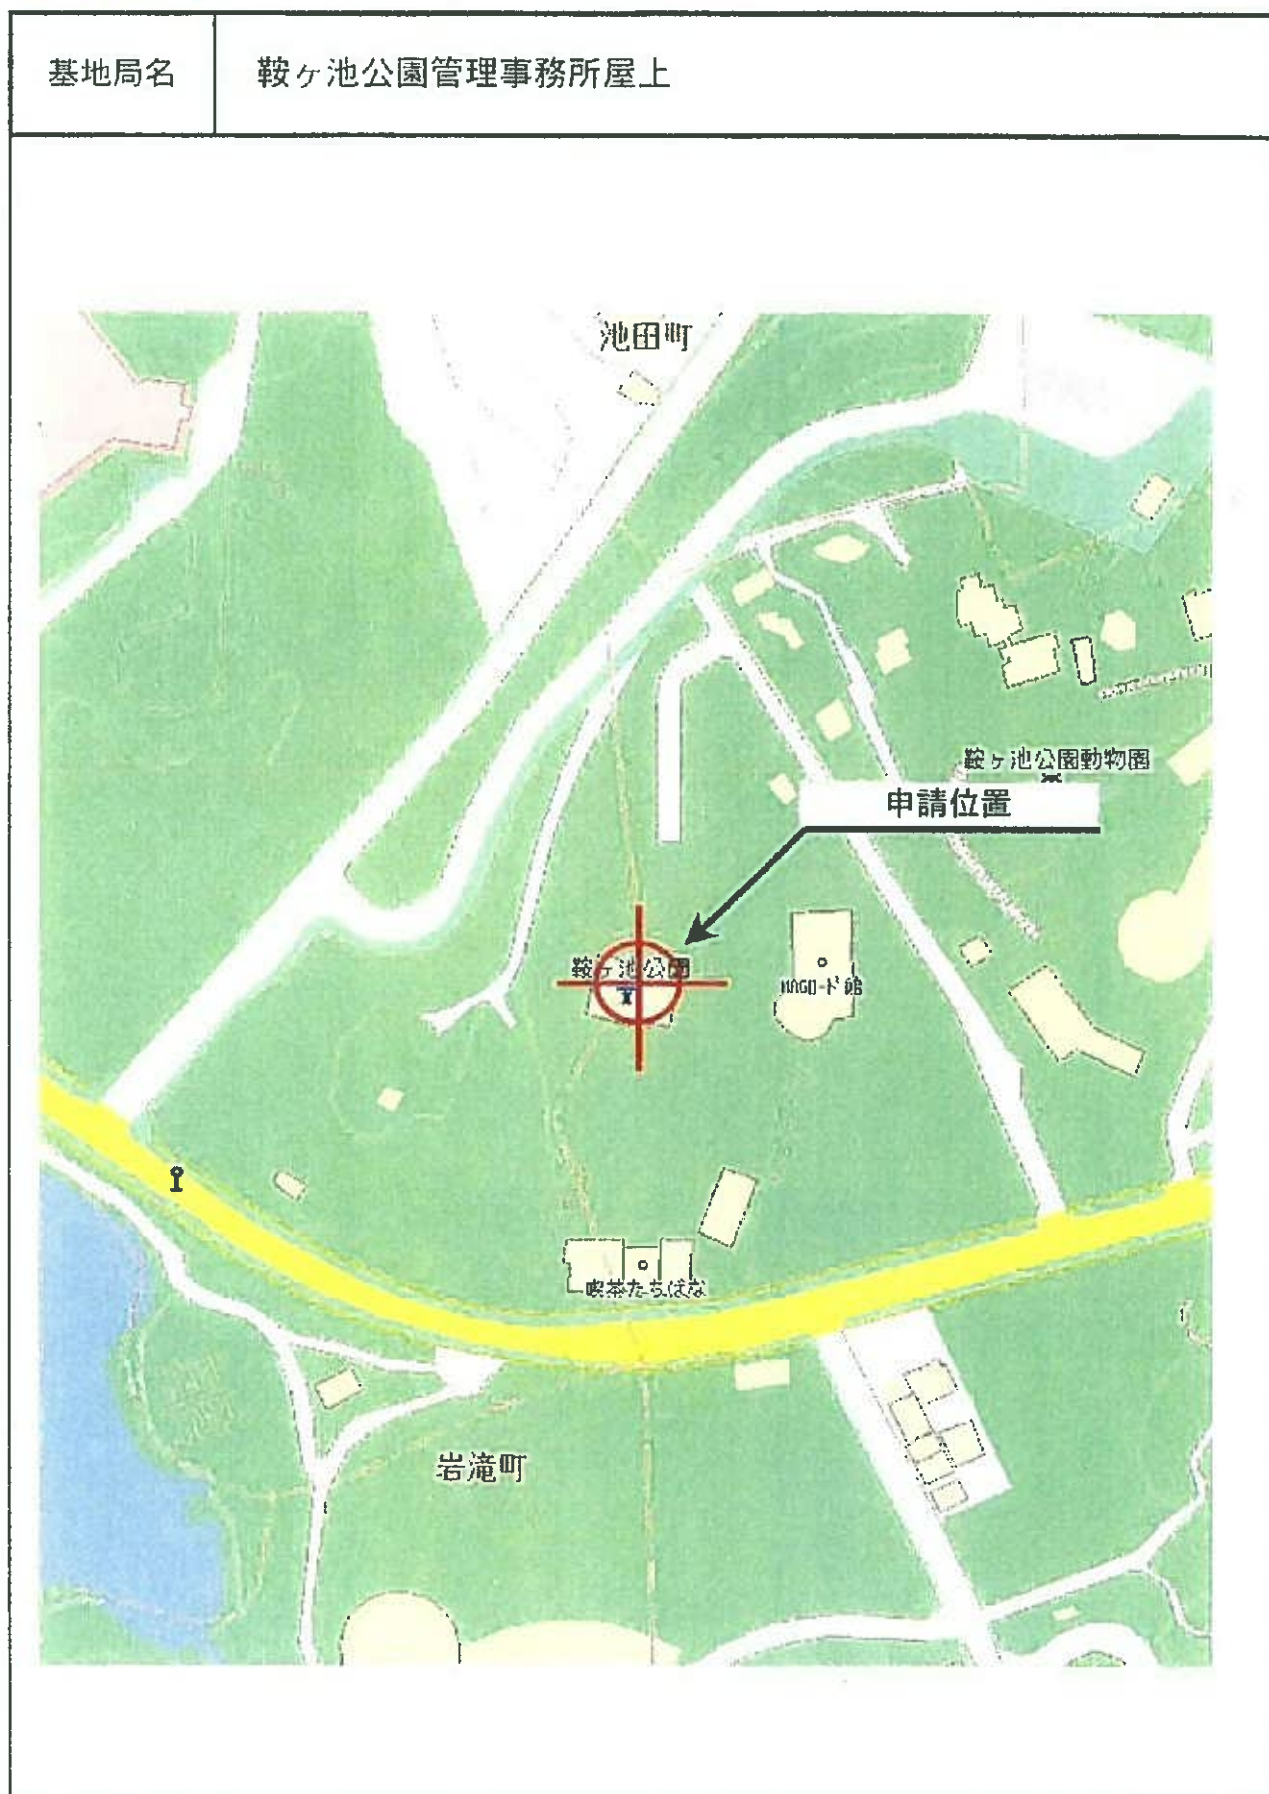 基地局名
鞍ヶ池公園管理事務所屋上
池田町
鞍ヶ池公園動物園
申請位置
鞍ヶ池公園
喫茶たちばな
岩滝町